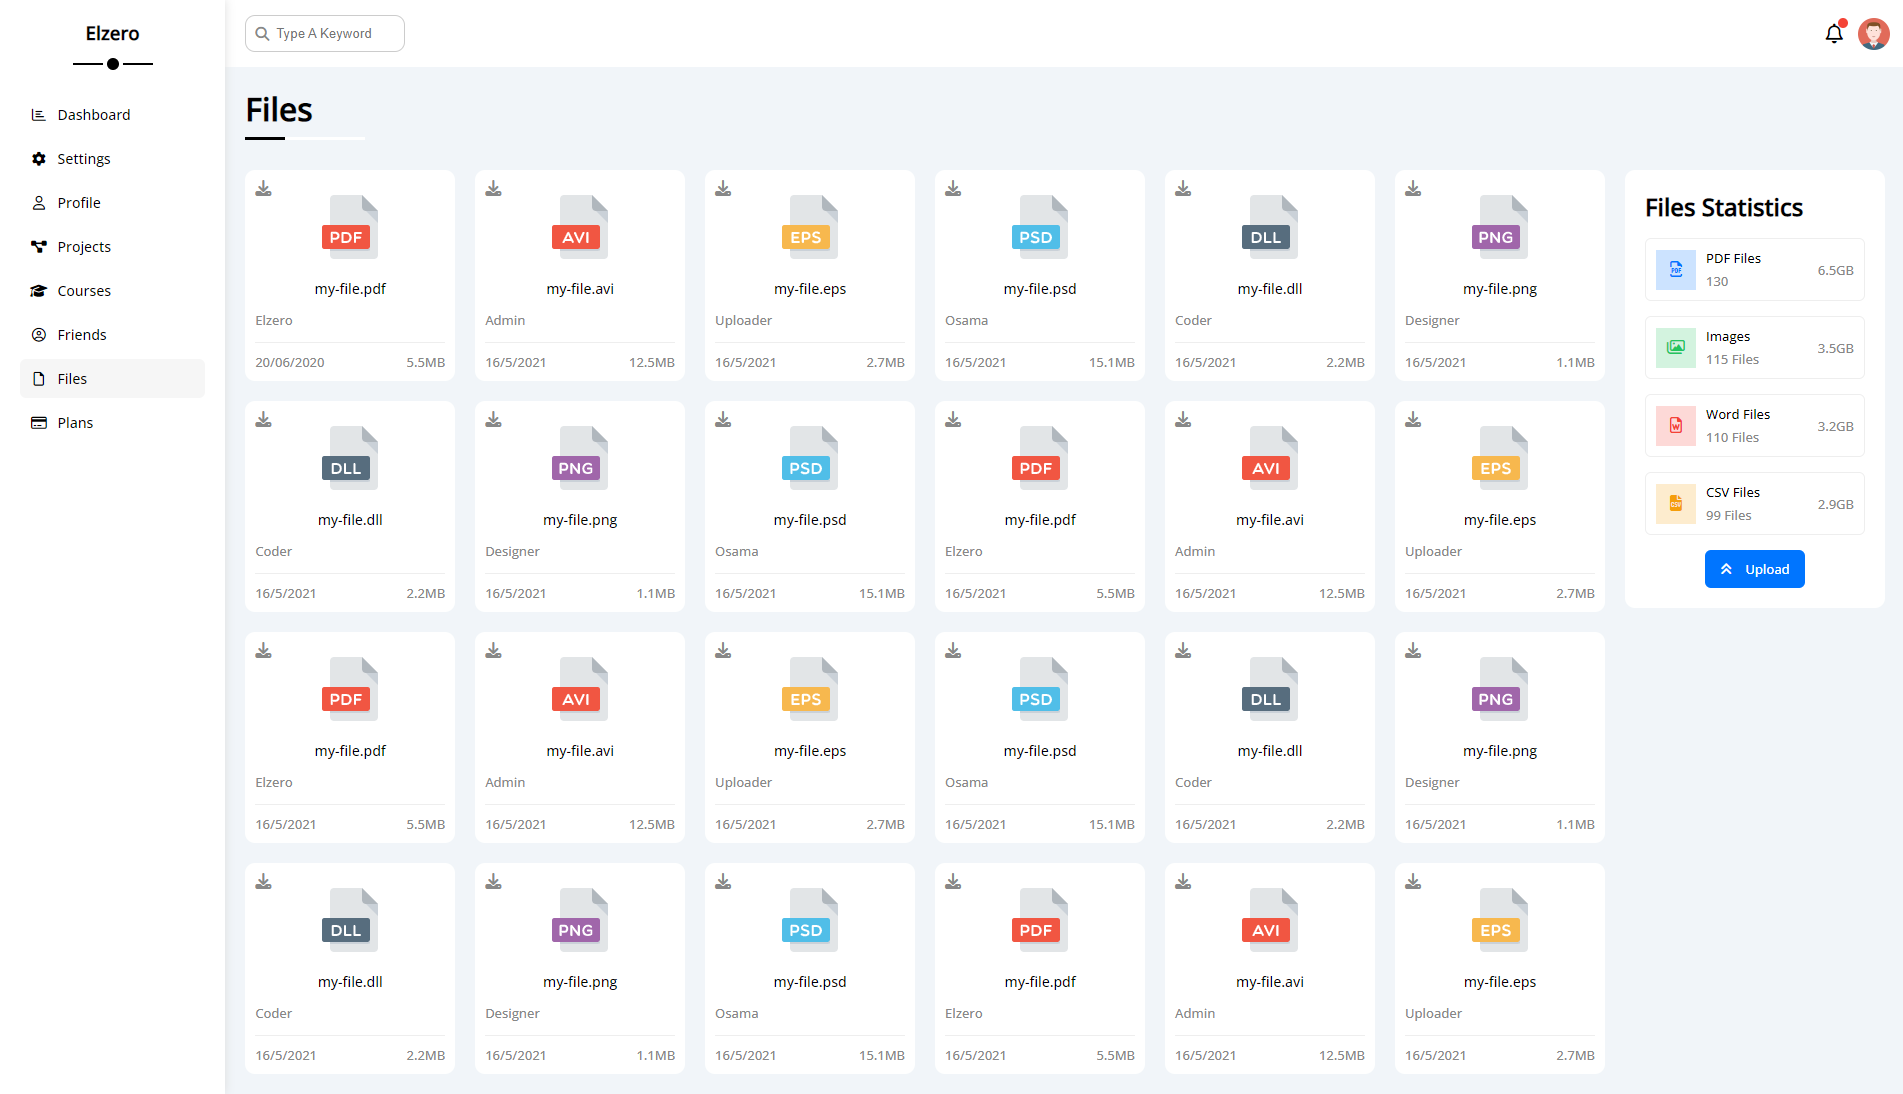 Elzero
Type A Keyword
Dashboard
Settings
Profile
Projects
Courses
Friends
Files
Plans
Files
PDF
my-file.pdf
Elzero
20/06/2020 5.5MB
AVI
my-file.avi
Admin
16/5/2021 12.5MB
EPS
my-file.eps
Uploader
16/5/2021 2.7MB
PSD
my-file.psd
Osama
16/5/2021 15.1MB
DLL
my-file.dll
Coder
16/5/2021 2.2MB
PNG
my-file.png
Designer
16/5/2021 1.1MB
DLL
my-file.dll
Coder
16/5/2021 2.2MB
PNG
my-file.png
Designer
16/5/2021 1.1MB
PSD
my-file.psd
Osama
16/5/2021 15.1MB
PDF
my-file.pdf
Elzero
16/5/2021 5.5MB
AVI
my-file.avi
Admin
16/5/2021 12.5MB
EPS
my-file.eps
Uploader
16/5/2021 2.7MB
PDF
my-file.pdf
Elzero
16/5/2021 5.5MB
AVI
my-file.avi
Admin
16/5/2021 12.5MB
EPS
my-file.eps
Uploader
16/5/2021 2.7MB
PSD
my-file.psd
Osama
16/5/2021 15.1MB
DLL
my-file.dll
Coder
16/5/2021 2.2MB
PNG
my-file.png
Designer
16/5/2021 1.1MB
DLL
my-file.dll
Coder
16/5/2021 2.2MB
PNG
my-file.png
Designer
16/5/2021 1.1MB
PSD
my-file.psd
Osama
16/5/2021 15.1MB
PDF
my-file.pdf
Elzero
16/5/2021 5.5MB
AVI
my-file.avi
Admin
16/5/2021 12.5MB
EPS
my-file.eps
Uploader
16/5/2021 2.7MB
Files Statistics
PDF
PDF Files
130
6.5GB
Images
115 Files
3.5GB
W
Word Files
110 Files
3.2GB
CSV
CSV Files
99 Files
2.9GB
Upload